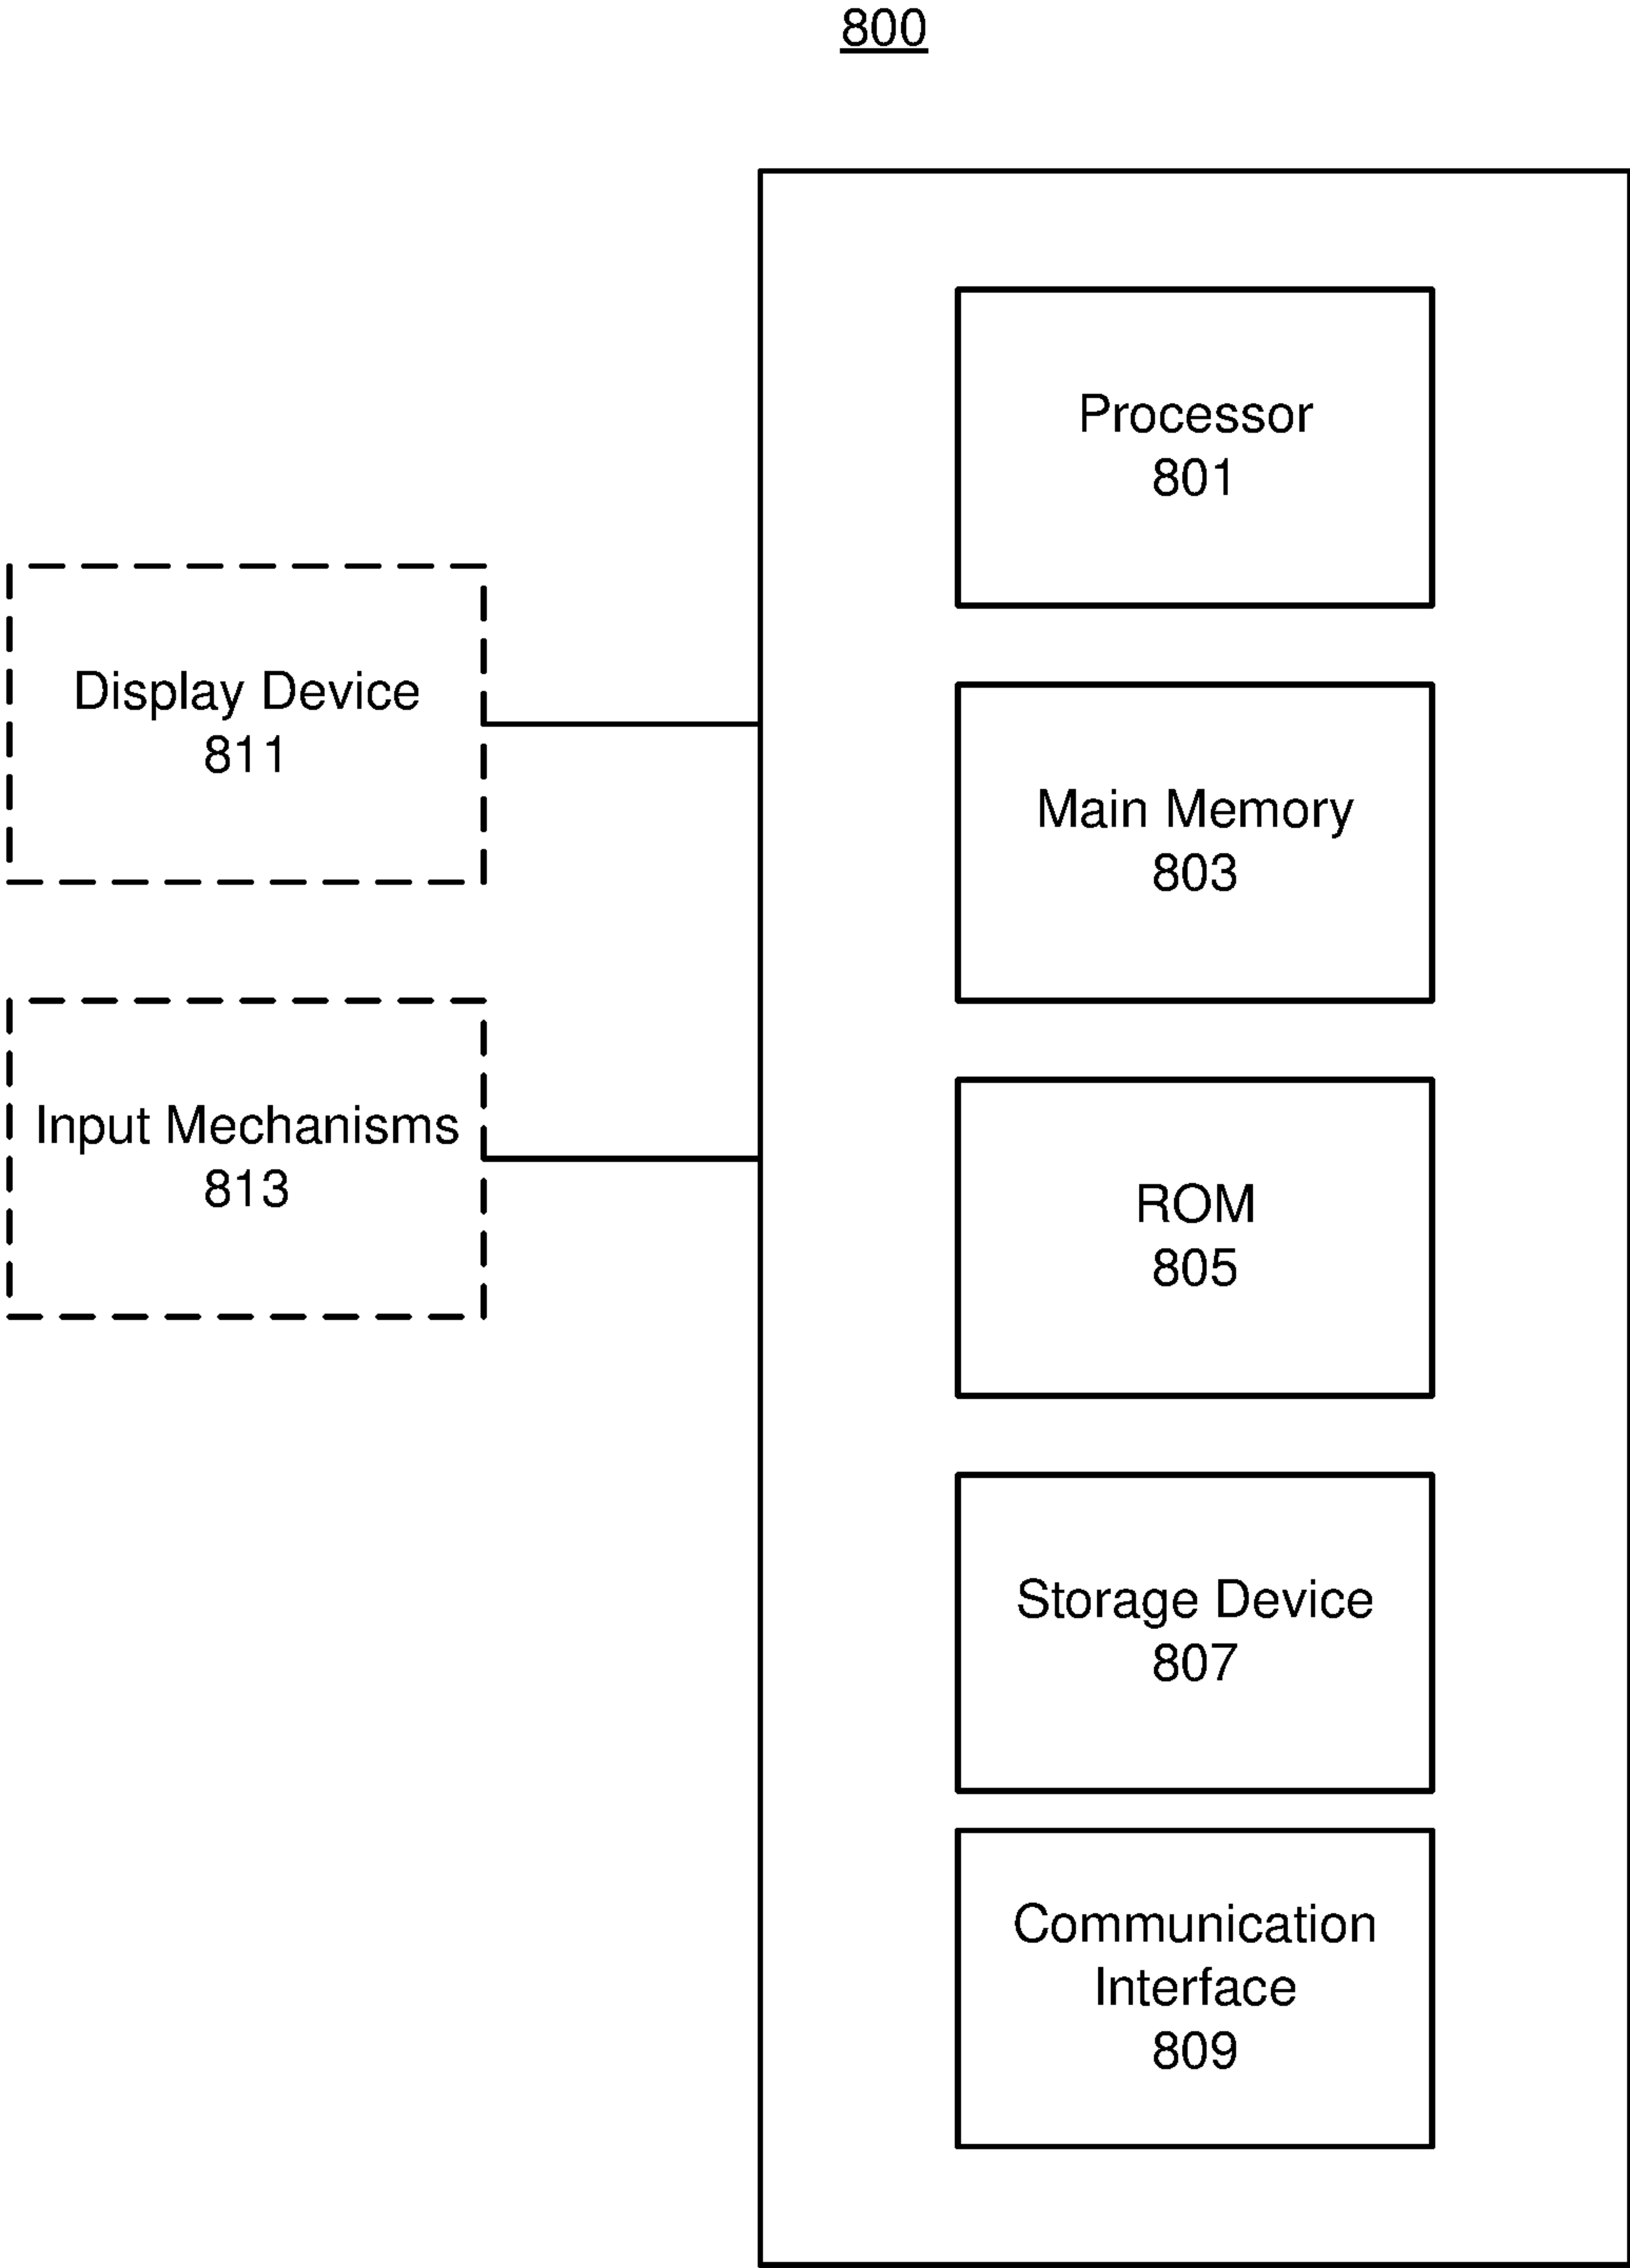 800
Processor
801
Display Device
811
Main Memory
803
Input Mechanisms
813
ROM
805
Storage Device
807
Communication
Interface
809